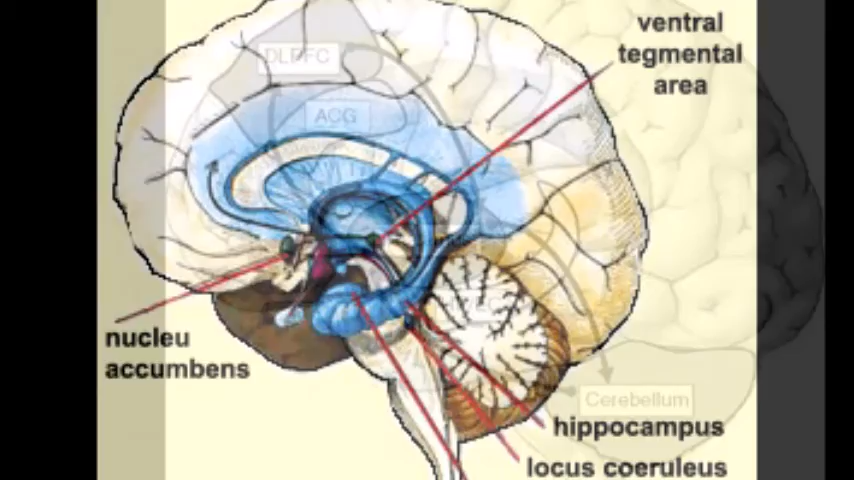 ventral
tegmental
area
DLPFC
ACG
nucleu
accumbens
Cerebellum
hippocampus
locus coeruleus